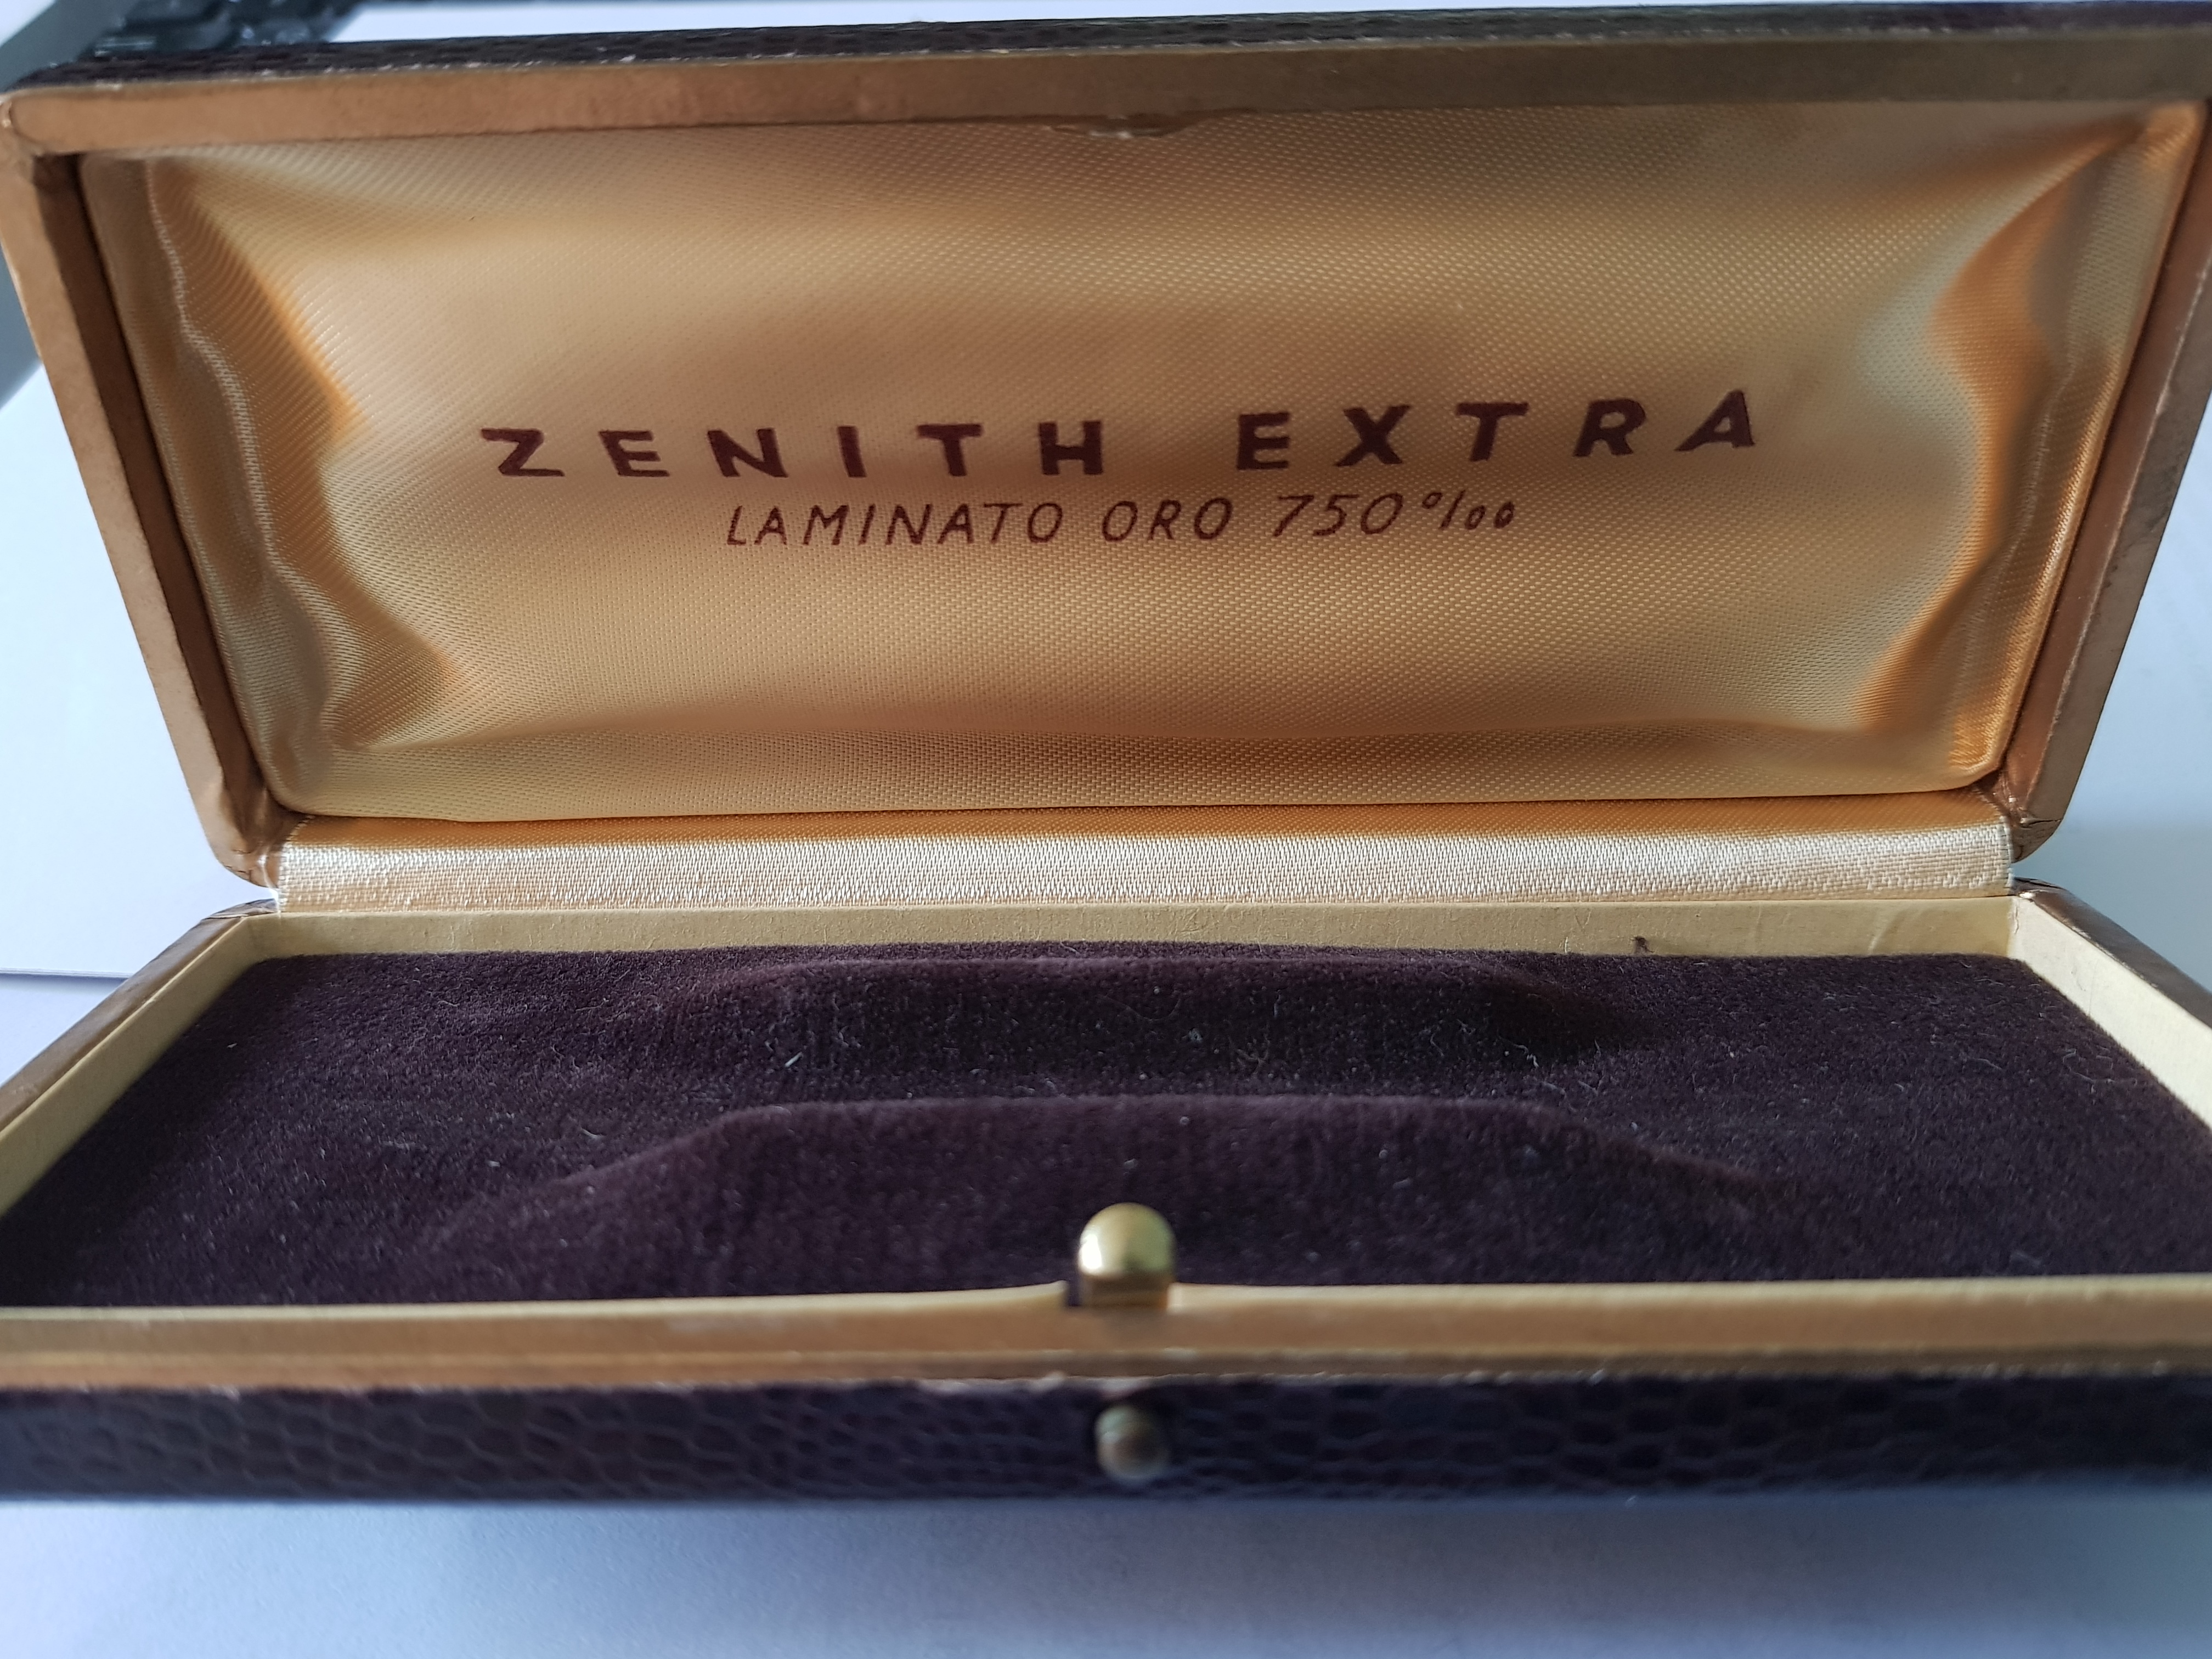 ZENITH EXTRA
LAMINATO ORO 750‰